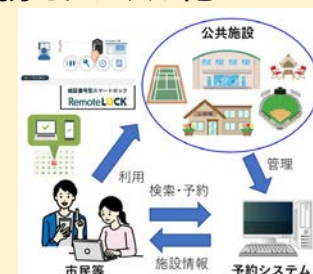 公共施設
暗証番号型スマートロック
RemoteLOCK
管理
利用
検索・予約
施設情報
市民等
予約システム